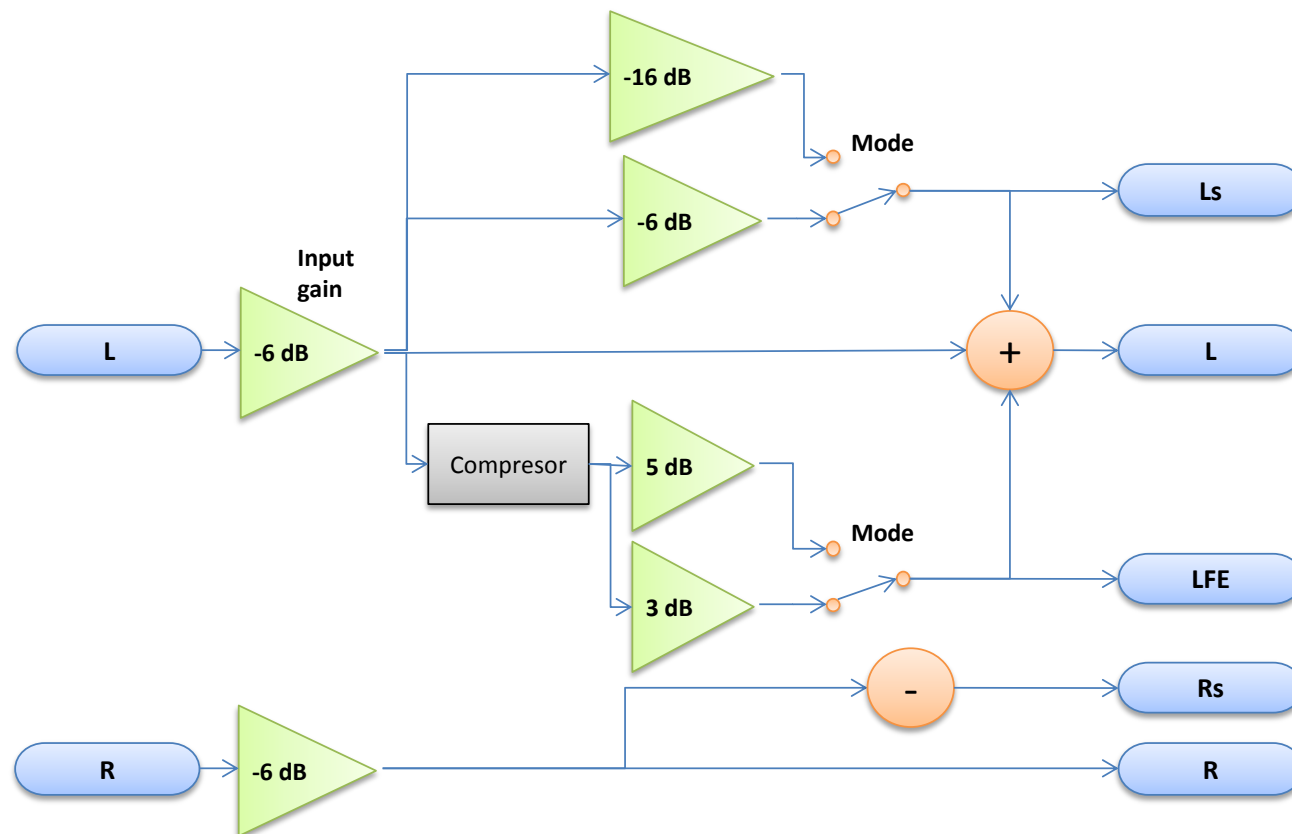 -16 dB
Mode
-6 dB
Ls
Input
gain
L
-6 dB
+
L
Compresor
5 dB
Mode
3 dB
LFE
-
Rs
R
-6 dB
R